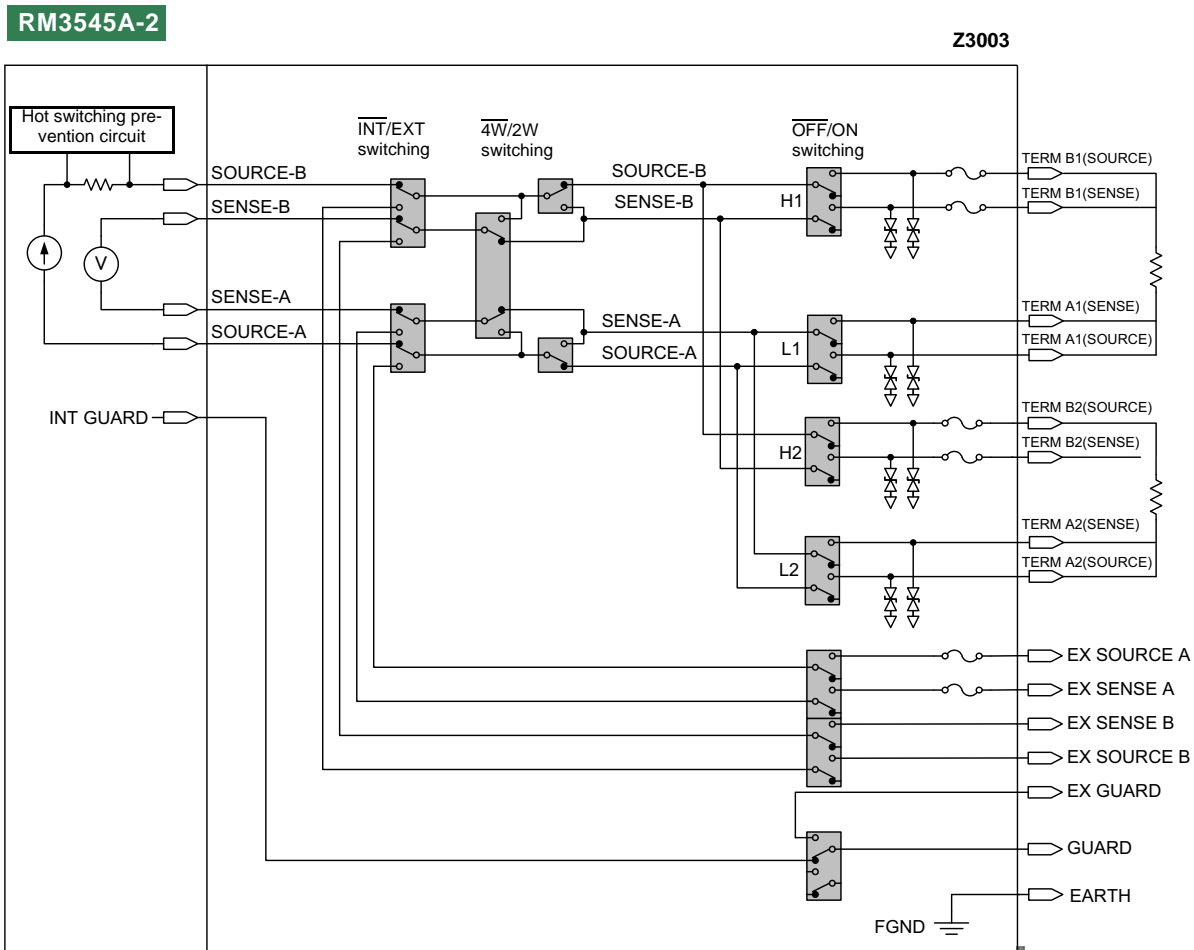 RM3545A-2
Z3003
Hot switching pre-
vention circuit
INT/EXT
switching
4W/2W
switching
OFF/ON
switching
SOURCE-B
SENSE-B
SOURCE-B
SENSE-B
H1
TERM B1(SOURCE)
TERM B1(SENSE)
V
SENSE-A
SOURCE-A
SENSE-A
SOURCE-A
L1
TERM A1(SENSE)
TERM A1(SOURCE)
INT GUARD
H2
TERM B2(SOURCE)
TERM B2(SENSE)
L2
TERM A2(SENSE)
TERM A2(SOURCE)
EX SOURCE A
EX SENSE A
EX SENSE B
EX SOURCE B
EX GUARD
GUARD
EARTH
FGND